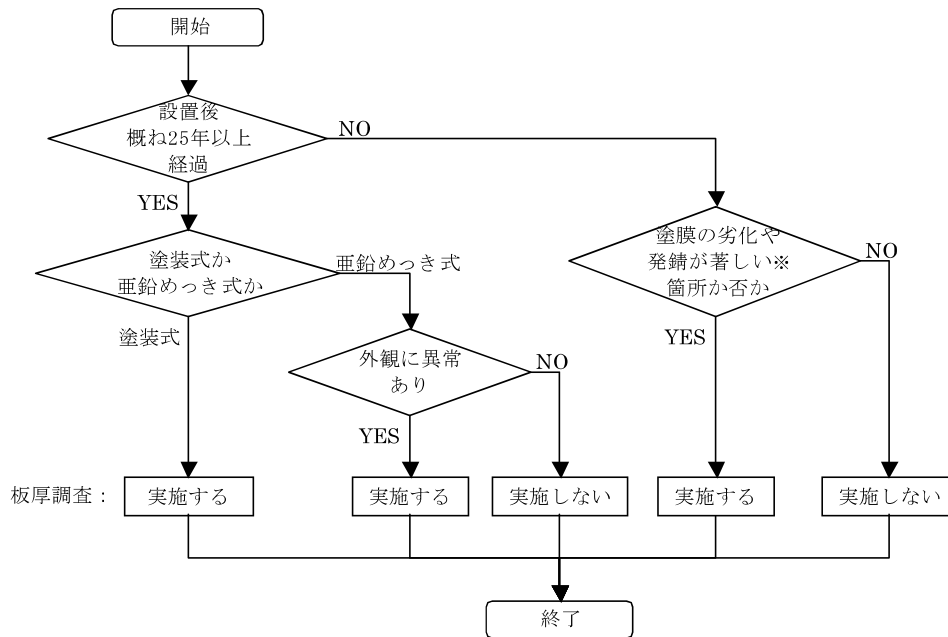 開始
設置後
概ね25年以上
経過
NO
YES
塗装式か
亜鉛めっき式か
亜鉛めっき式
塗膜の劣化や
発錆が著しい※
箇所か否か
NO
塗装式
YES
外観に異常
あり
NO
YES
板厚調査：
実施する
実施する
実施しない
実施する
実施しない
終了